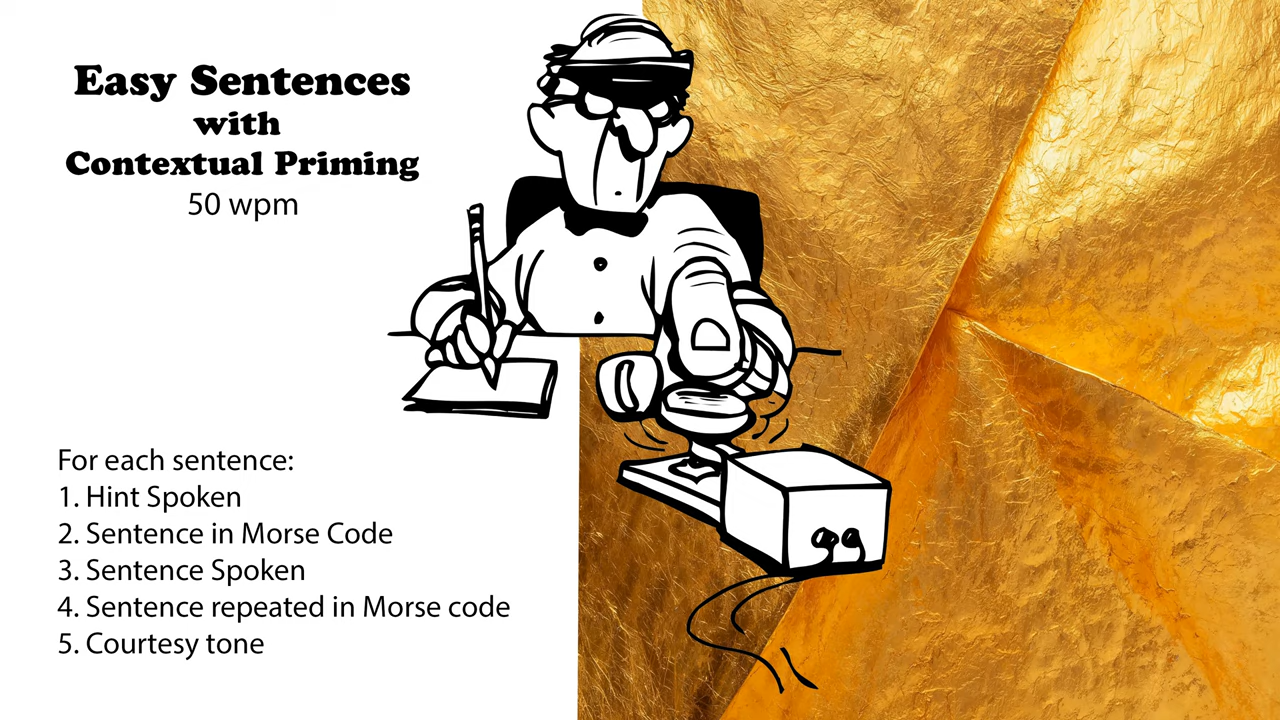 Easy Sentences
with
Contextual Priming
50 wpm
For each sentence:
1. Hint Spoken
2. Sentence in Morse Code
3. Sentence Spoken
4. Sentence repeated in Morse code
5. Courtesy tone